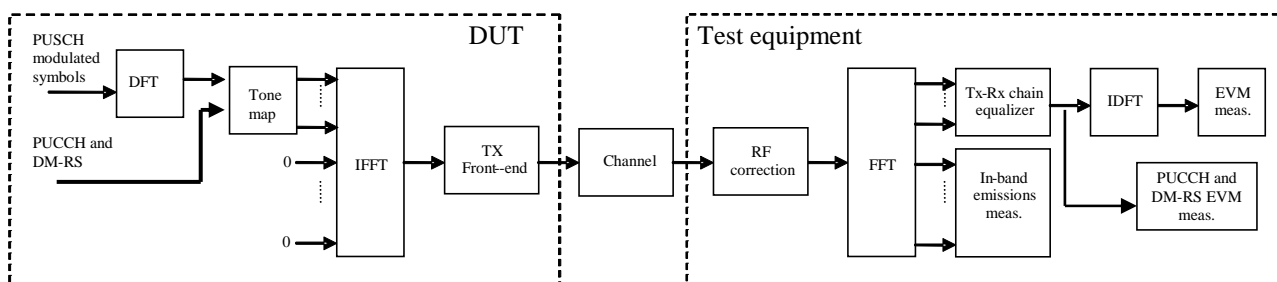 DUT
Test equipment
PUSCH
modulated
symbols
DFT
Tone
map
PUCCH and
DM-RS
0
0
IFFT
TX
Front--end
Channel
RF
correction
FFT
Tx-Rx chain
equalizer
In-band
emissions
meas.
IDFT
EVM
meas.
PUCCH and
DM-RS EVM
meas.